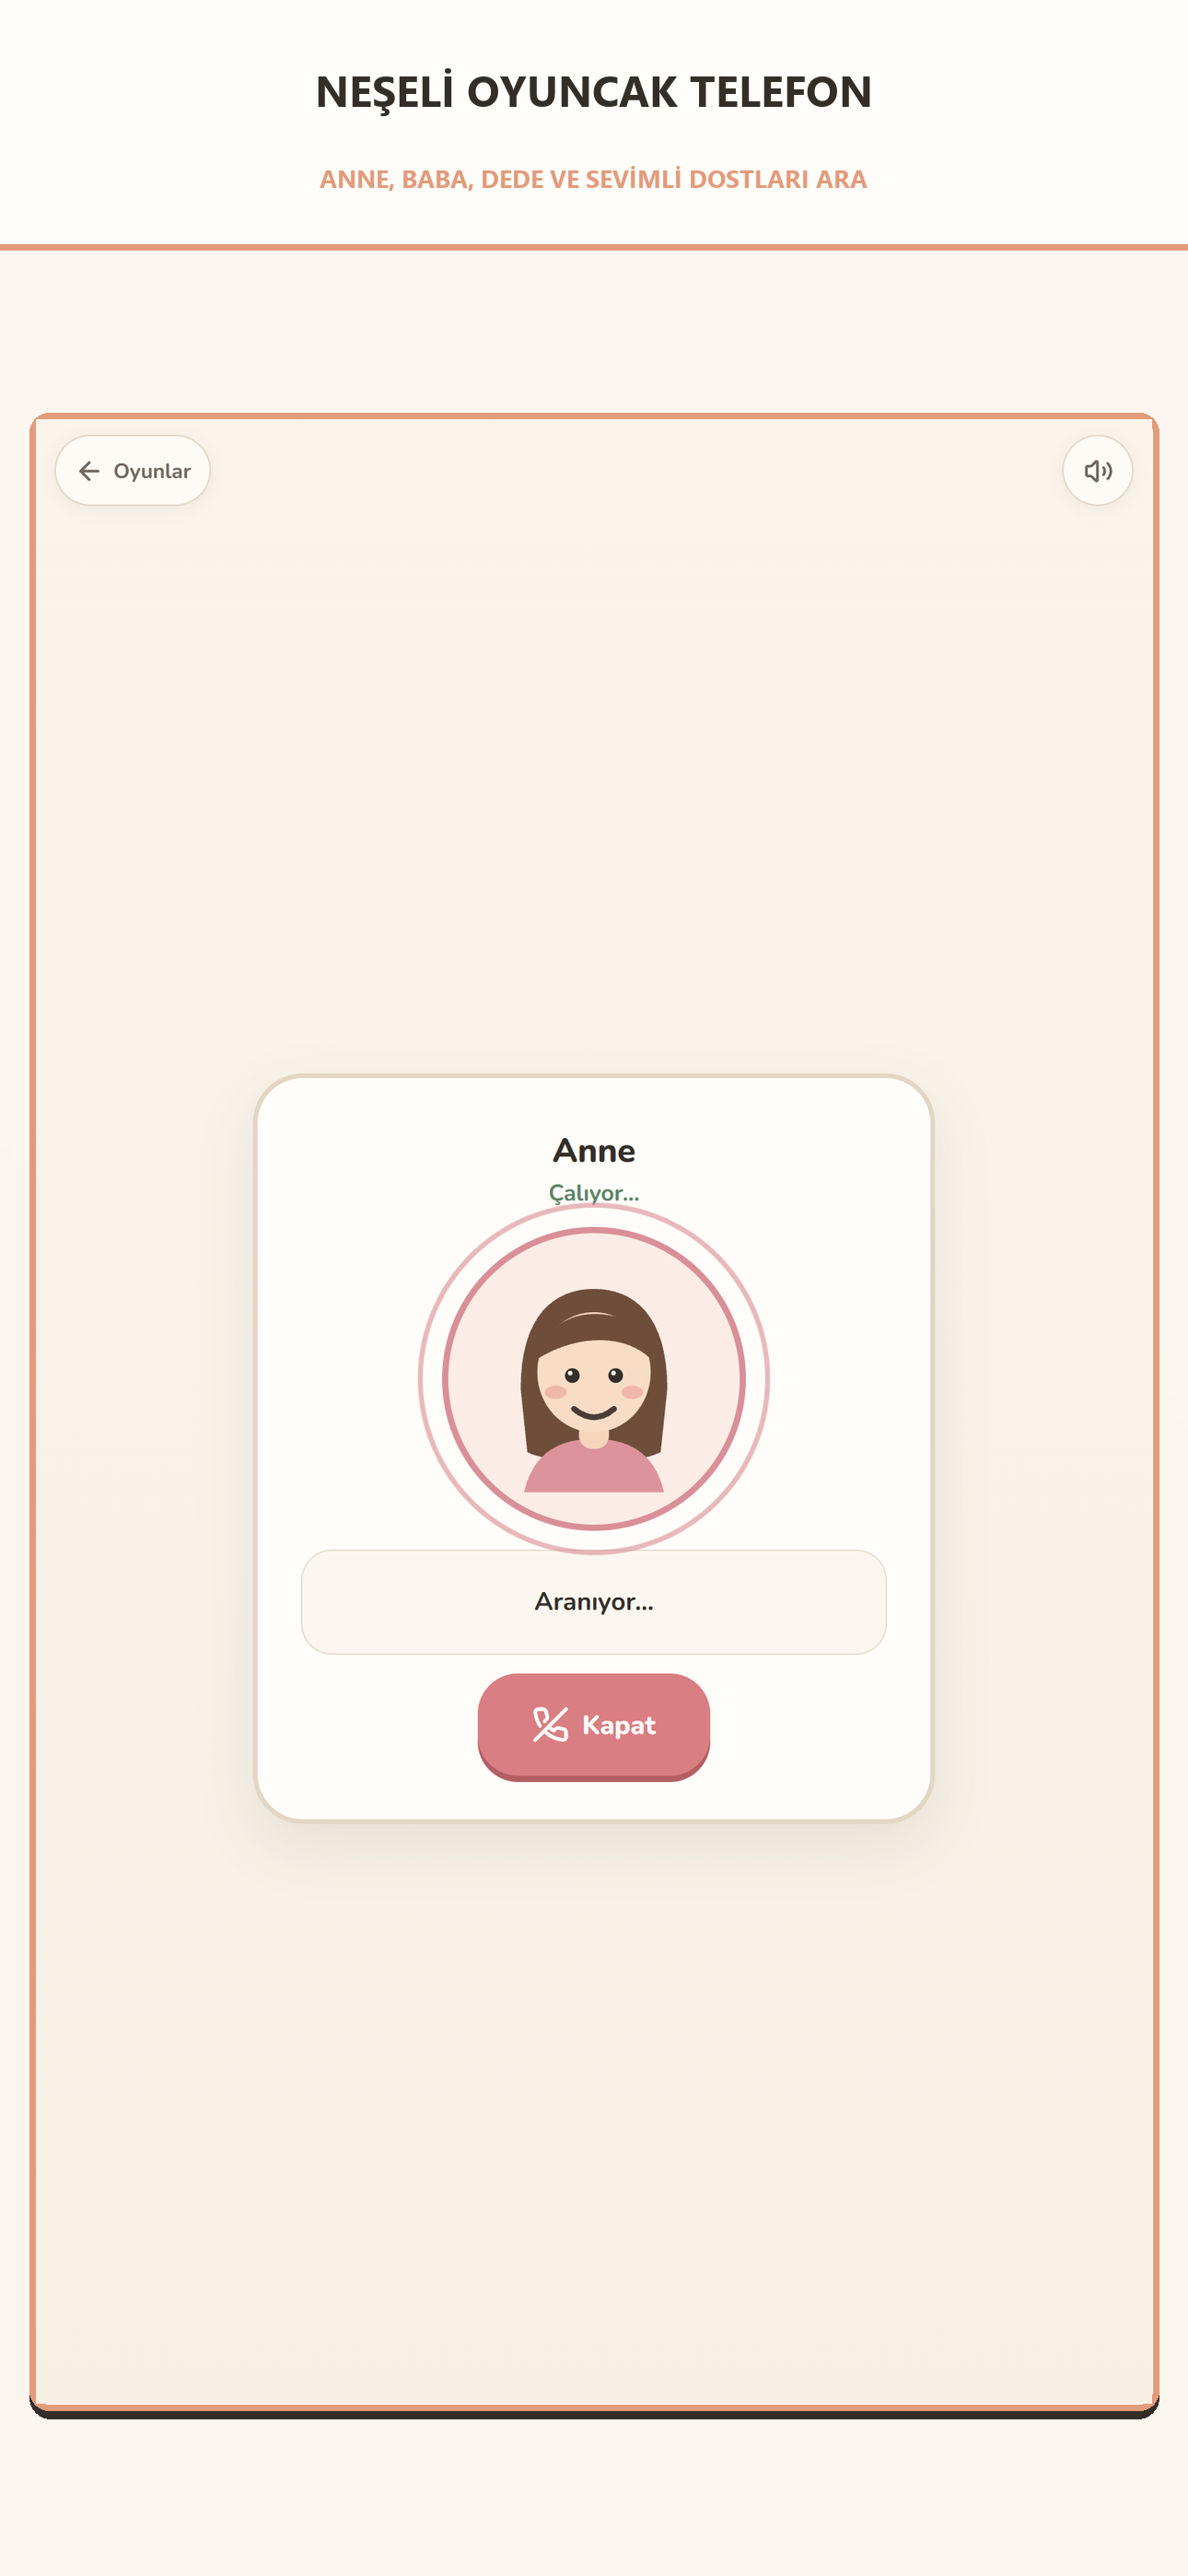 NEŞELİ OYUNCAK TELEFON
ANNE, BABA, DEDE VE SEVİMLİ DOSTLARI ARA
Oyunlar
Anne
Çalıyor...
Aranıyor...
Kapat